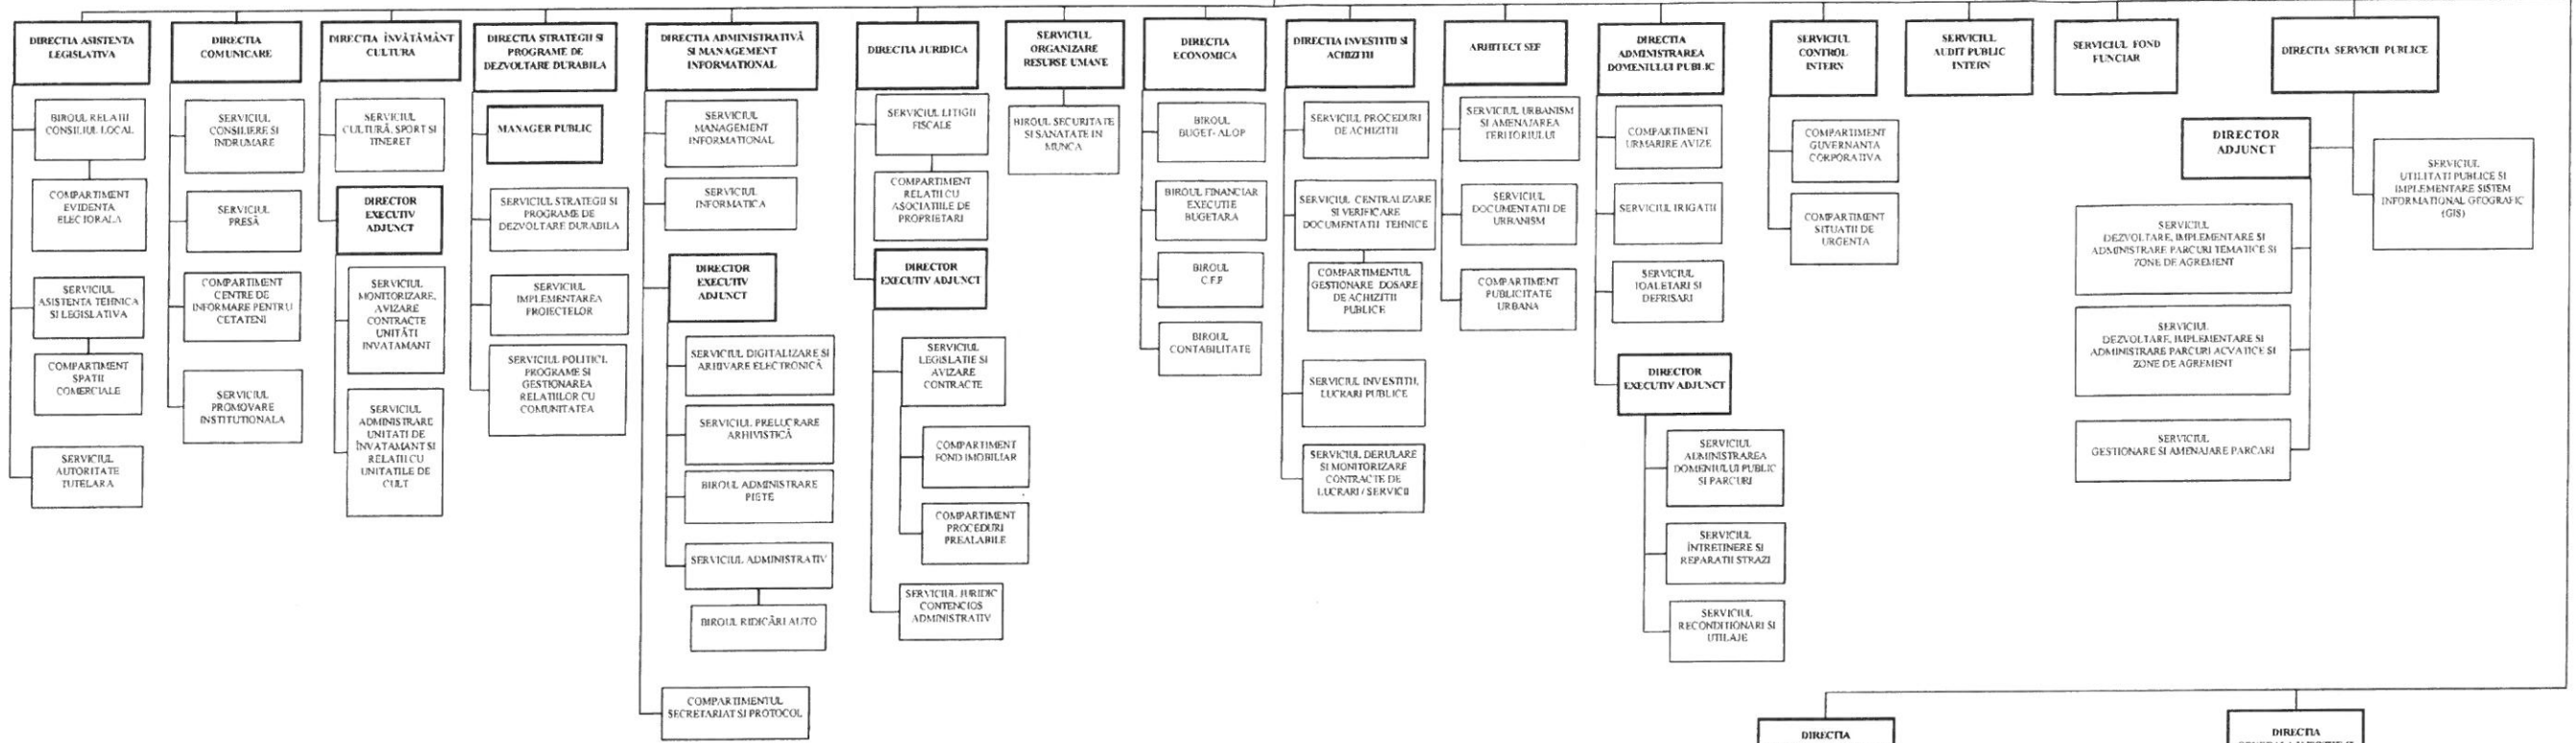 DIRECTIA ASISTENTA
LEGISLATIVA
BIROUL RELATII
CONSILIUL LOCAL
COMPARTIMENT
EVIDENTA
ELECTORALA
SERVICIUL
ASISTENTA TEHNICA
SI LEGISLATIVA
COMPARTIMENT
SPATII
COMERCIALE
SERVICIUL
AUTORITATE
TUTELARA
DIRECTIA
COMUNICARE
SERVICIUL
CONSILIERE SI
INDRUMARE
SERVICIUL
PRESĂ
COMPARTIMENT
CENTRE DE
INFORMARE PENTRU
CETATENI
SERVICIUL
PROMOVARE
INSTITUTIONALA
DIRECTIA ÎNVĂTĂMÂNT
CULTURA
SERVICIUL
CULTURĂ, SPORT SI
TINERET
DIRECTOR
EXECUTIV
ADJUNCT
SERVICIUL
MONITORIZARE,
AVIZARE
CONTRACTE
UNITĂTI
INVATAMANT
SERVICIUL
ADMINISTRARE
UNITATI DE
ÎNVATAMANT SI
RELATII CU
UNITATILE DE
CULT
DIRECTIA STRATEGII SI
PROGRAME DE
DEZVOLTARE DURABILA
MANAGER PUBLIC
SERVICIUL STRATEGII SI
PROGRAME DE
DEZVOLTARE DURABILA
SERVICIUL
IMPLEMENTAREA
PROIECTELOR
SERVICIUL POLITICI,
PROGRAME SI
GESTIONAREA
RELATIILOR CU
COMUNITATEA
DIRECTIA ADMINISTRATIVĂ
SI MANAGEMENT
INFORMATIONAL
SERVICIUL
MANAGEMENT
INFORMATIONAL
SERVICIUL
INFORMATICA
DIRECTOR
EXECUTIV
ADJUNCT
SERVICIUL DIGITALIZARE SI
ARHIVARE ELECTRONICĂ
SERVICIUL PRELUCRARE
ARHIVISTICĂ
BIROUL ADMINISTRARE
PIETE
SERVICIUL ADMINISTRATIV
BIROUL RIDICĂRI AUTO
COMPARTIMENTUL
SECRETARIAT SI PROTOCOL
DIRECTIA JURIDICA
SERVICIUL LITIGII
FISCALE
COMPARTIMENT
RELATII CU
ASOCIATIILE DE
PROPRIETARI
DIRECTOR
EXECUTIV ADJUNCT
SERVICIUL
LEGISLATIE SI
AVIZARE
CONTRACTE
COMPARTIMENT
FOND IMOBILIAR
COMPARTIMENT
PROCEDURI
PREALABILE
SERVICIUL JURIDIC
CONTENCIOS
ADMINISTRATIV
SERVICIUL
ORGANIZARE
RESURSE UMANE
BIROUL SECURITATE
SI SANATATE IN
MUNCA
DIRECTIA
ECONOMICA
BIROUL
BUGET- ALOP
BIROUL FINANCIAR
EXECUTIE
BUGETARA
BIROUL
C.F.P
BIROUL
CONTABILITATE
DIRECTIA INVESTITII SI
ACHIZITII
SERVICIUL PROCEDURI
DE ACHIZITII
SERVICIUL CENTRALIZARE
SI VERIFICARE
DOCUMENTATII TEHNICE
COMPARTIMENTUL
GESTIONARE DOSARE
DE ACHIZITII
PUBLICE
SERVICIUL INVESTITII,
LUCRARI PUBLICE
SERVICIUL DERULARE
SI MONITORIZARE
CONTRACTE DE
LUCRARI / SERVICII
ARHITECT SEF
SERVICIUL URBANISM
SI AMENAJAREA
TERITORIULUI
SERVICIUL
DOCUMENTATII DE
URBANISM
COMPARTIMENT
PUBLICITATE
URBANA
DIRECTIA
ADMINISTRAREA
DOMENIULUI PUBLIC
COMPARTIMENT
URMARIRE AVIZE
SERVICIUL IRIGATII
SERVICIUL
TOALETARI SI
DEFRISARI
DIRECTOR
EXECUTIV ADJUNCT
SERVICIUL
ADMINISTRAREA
DOMENIULUI PUBLIC
SI PARCURI
SERVICIUL
ÎNTRETINERE SI
REPARATII STRAZI
SERVICIUL
RECONDITIONARI SI
UTILAJE
SERVICIUL
CONTROL
INTERN
COMPARTIMENT
GUVERNANTA
CORPORATIVA
COMPARTIMENT
SITUATII DE
URGENTA
SERVICIUL
AUDIT PUBLIC
INTERN
SERVICIUL FOND
FUNCIAR
DIRECTIA SERVICII PUBLICE
DIRECTOR
ADJUNCT
SERVICIUL
UTILITATI PUBLICE SI
IMPLEMENTARE SISTEM
INFORMATIONAL GEOGRAFIC
(GIS)
SERVICIUL
DEZVOLTARE, IMPLEMENTARE SI
ADMINISTRARE PARCURI TEMATICE SI
ZONE DE AGREMENT
SERVICIUL
DEZVOLTARE, IMPLEMENTARE SI
ADMINISTRARE PARCURI ACVATICE SI
ZONE DE AGREMENT
SERVICIUL
GESTIONARE SI AMENAJARE PARCARI
DIRECTIA
DIRECTIA